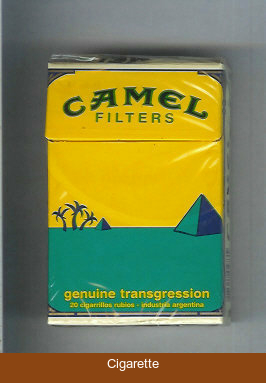 CAMEL
FILTERS
genuine transgression
20 cigarrillos rubios - industria argentina
Cigarette